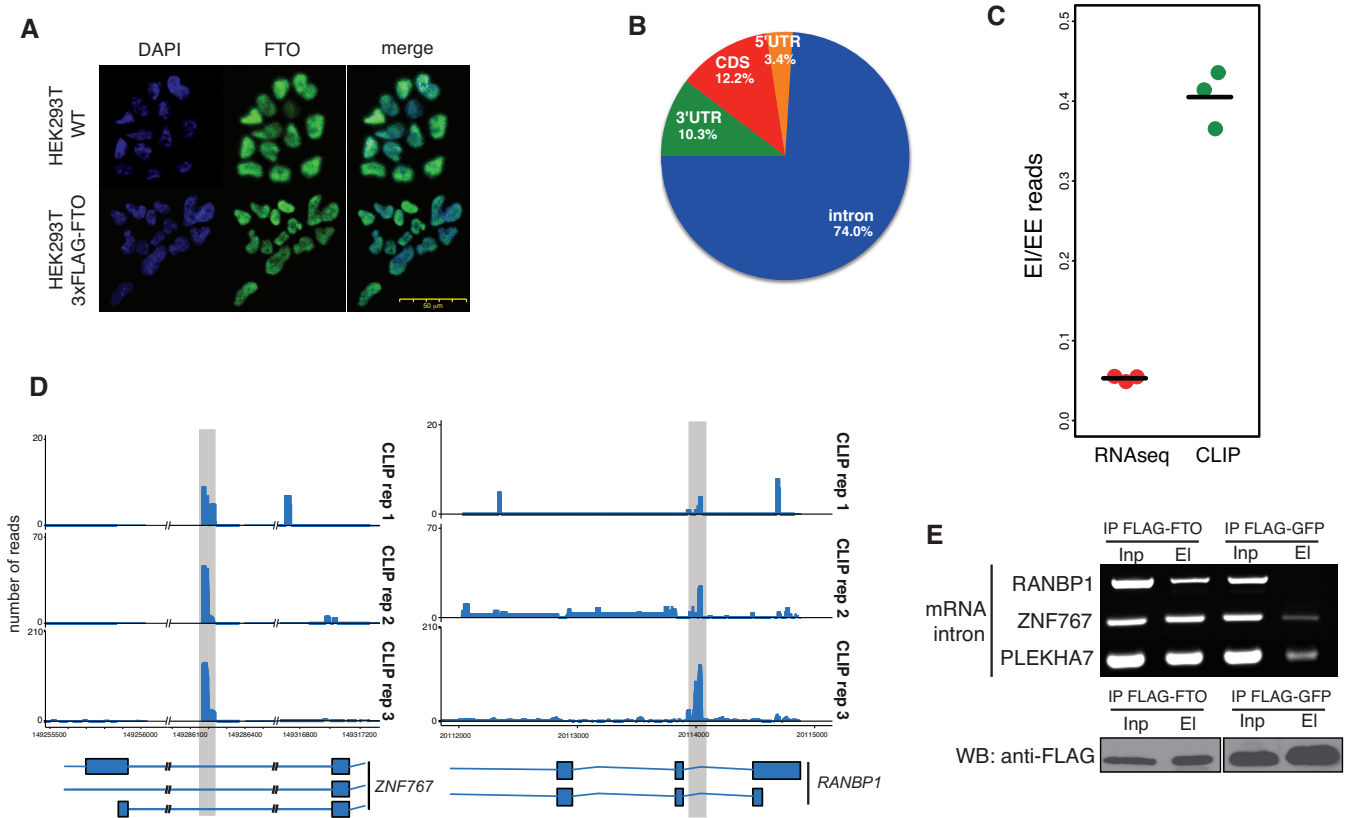 A
DAPI
FTO
merge
HEK293T
WT
HEK293T
3xFLAG-FTO
50 μm
B
5'UTR
3.4%
CDS
12.2%
3'UTR
10.3%
intron
74.0%
C
EI/EE reads
0.5
0.4
0.3
0.2
0.1
0.0
RNAseq
CLIP
D
number of reads
20
0
CLIP rep 1
70
0
CLIP rep 2
210
0
CLIP rep 3
149255500
149256000
149286100
149286400
149316800
149317200
ZNF767
20
0
CLIP rep 1
70
0
CLIP rep 2
210
0
CLIP rep 3
20112000
20113000
20114000
20115000
RANBP1
E
IP FLAG-FTO
IP FLAG-GFP
Inp
El
Inp
El
mRNA
intron
RANBP1
ZNF767
PLEKHA7
IP FLAG-FTO
IP FLAG-GFP
Inp
El
Inp
El
WB: anti-FLAG